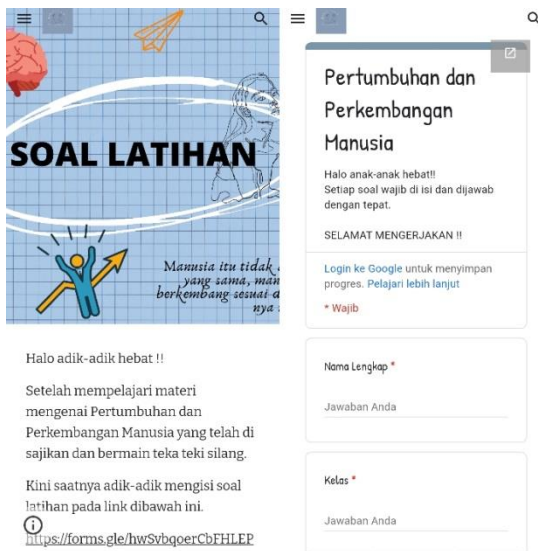 SOAL LATIHAN
Manusia itu tidak
yang sama, man
berkembang sesuai d
nya
Halo adik-adik hebat !!
Setelah mempelajari materi
mengenai Pertumbuhan dan
Perkembangan Manusia yang telah di
sajikan dan bermain teka teki silang.
Kini saatnya adik-adik mengisi soal
latihan pada link dibawah ini.
https://forms.gle/hwSvbqoerCbFHLEP
Pertumbuhan dan
Perkembangan
Manusia
Halo anak-anak hebat!!
Setiap soal wajib di isi dan dijawab
dengan tepat.
SELAMAT MENGERJAKAN !!
Login ke Google untuk menyimpan
progres. Pelajari lebih lanjut
* Wajib
Nama Lengkap *
Jawaban Anda
Kelas *
Jawaban Anda